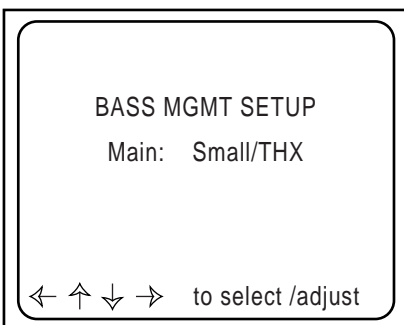 BASS MGMT SETUP
Main: Small/THX
← ↑ ↓ → to select /adjust